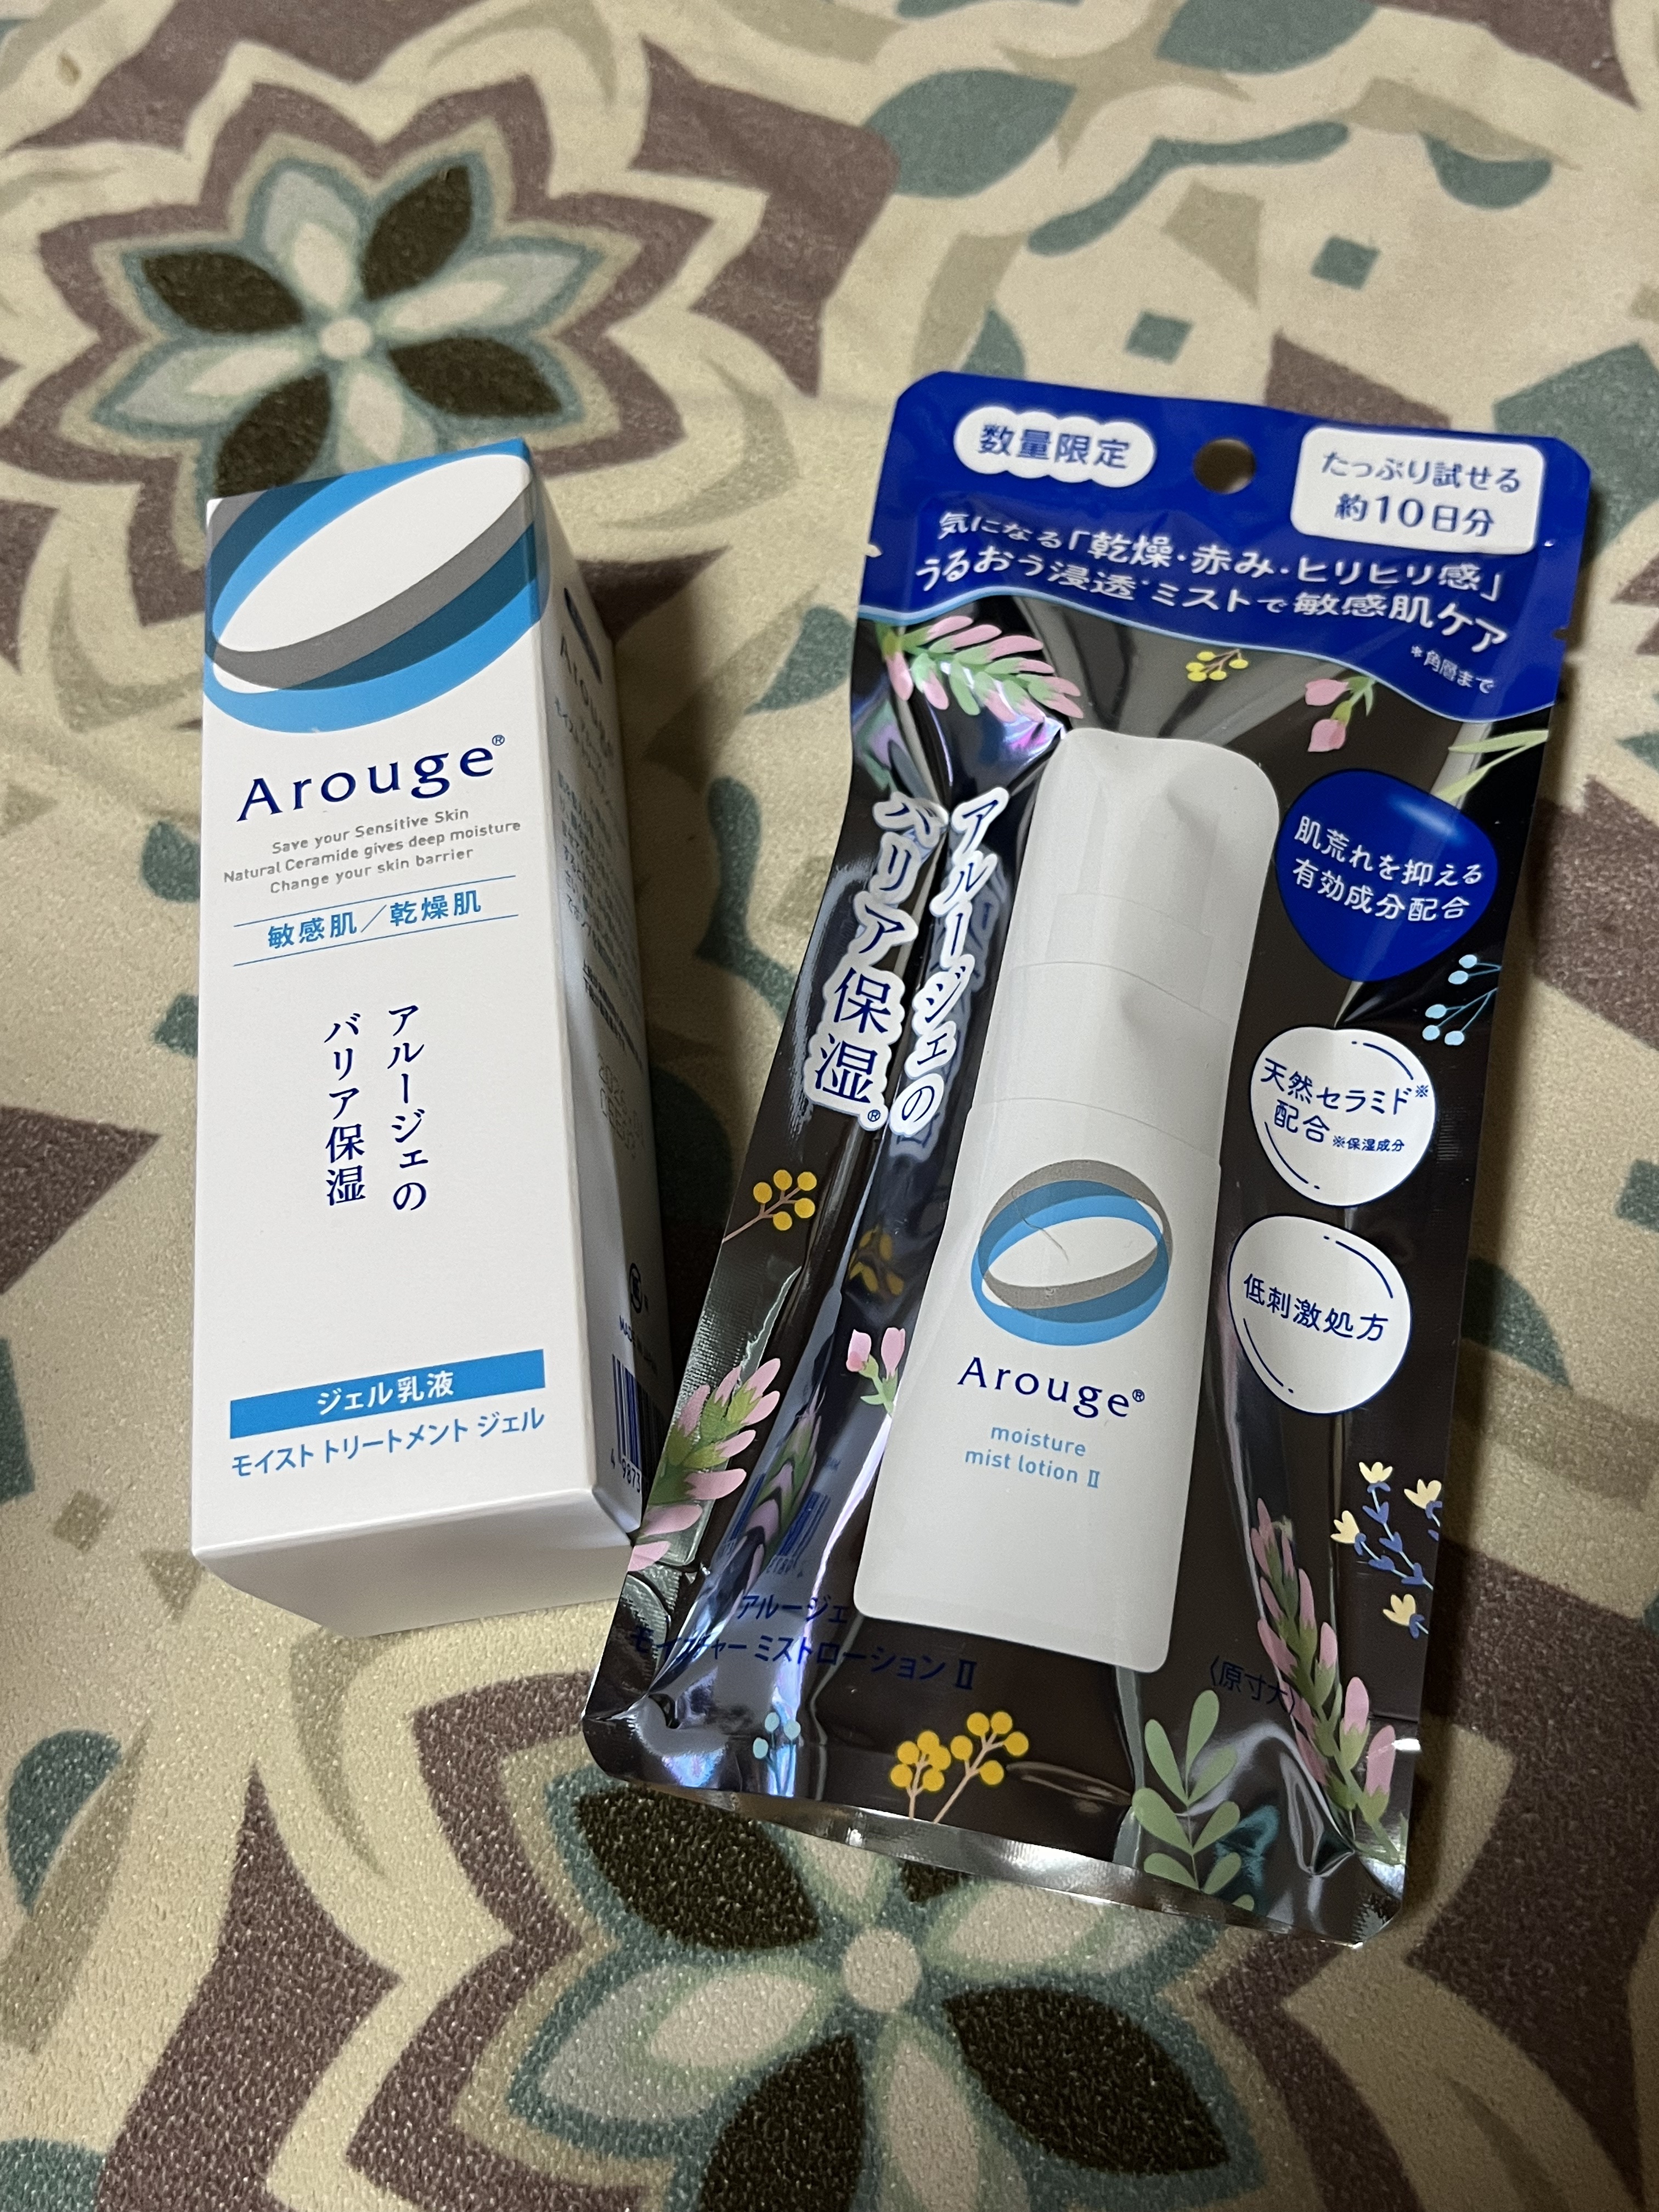 Arouge®
Save your Sensitive Skin
Natural Ceramide gives deep moisture
Change your skin barrier
敏感肌／乾燥肌
アルージェの
バリア保湿
ジェル乳液
モイスト トリートメント ジェル
数量限定
たっぷり試せる
約10日分
気になる「乾燥・赤み・ヒリヒリ感」
うるおう浸透*ミストで敏感肌ケア
*角層まで
アルージェの
バリア保湿®
肌荒れを抑える
有効成分配合
天然セラミド※
配合※保湿成分
低刺激処方
Arouge®
moisture
mist lotion II
アルージェ
モイスチャー ミストローション II
〈原寸大〉